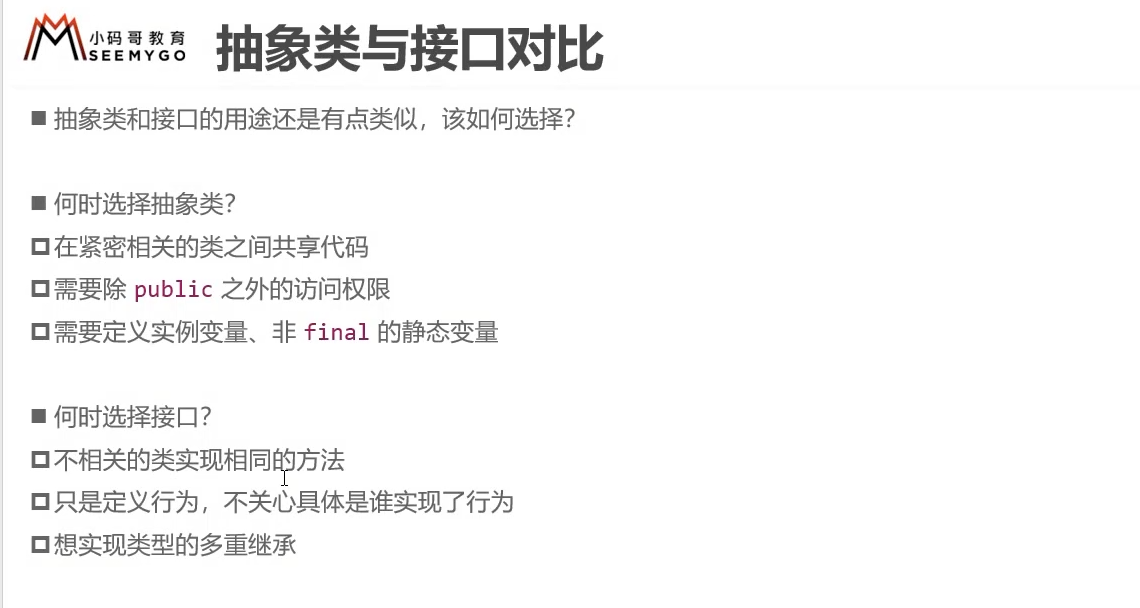 小码哥教育
SEEMYGO
抽象类与接口对比
抽象类和接口的用途还是有点类似，该如何选择？
何时选择抽象类？
在紧密相关的类之间共享代码
需要除 public 之外的访问权限
需要定义实例变量、非 final 的静态变量
何时选择接口？
不相关的类实现相同的方法
只是定义行为，不关心具体是谁实现了行为
想实现类型的多重继承